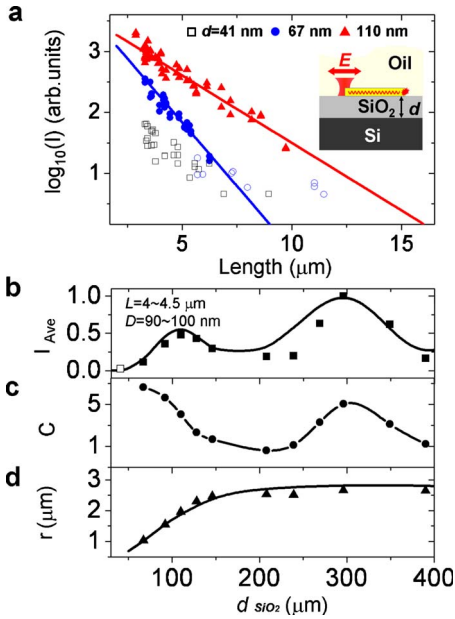 a
□ d=41 nm ● 67 nm ▲ 110 nm
3
2
1
log₁₀(I) (arb.units)
E
Oil
SiO₂
d
Si
5
10
15
Length (μm)
b
L=4~4.5 μm
D=90~100 nm
1.0
0.5
0.0
I Ave
c
5
1
C
d
3
2
1
r (μm)
100
200
300
400
d SiO₂ (μm)